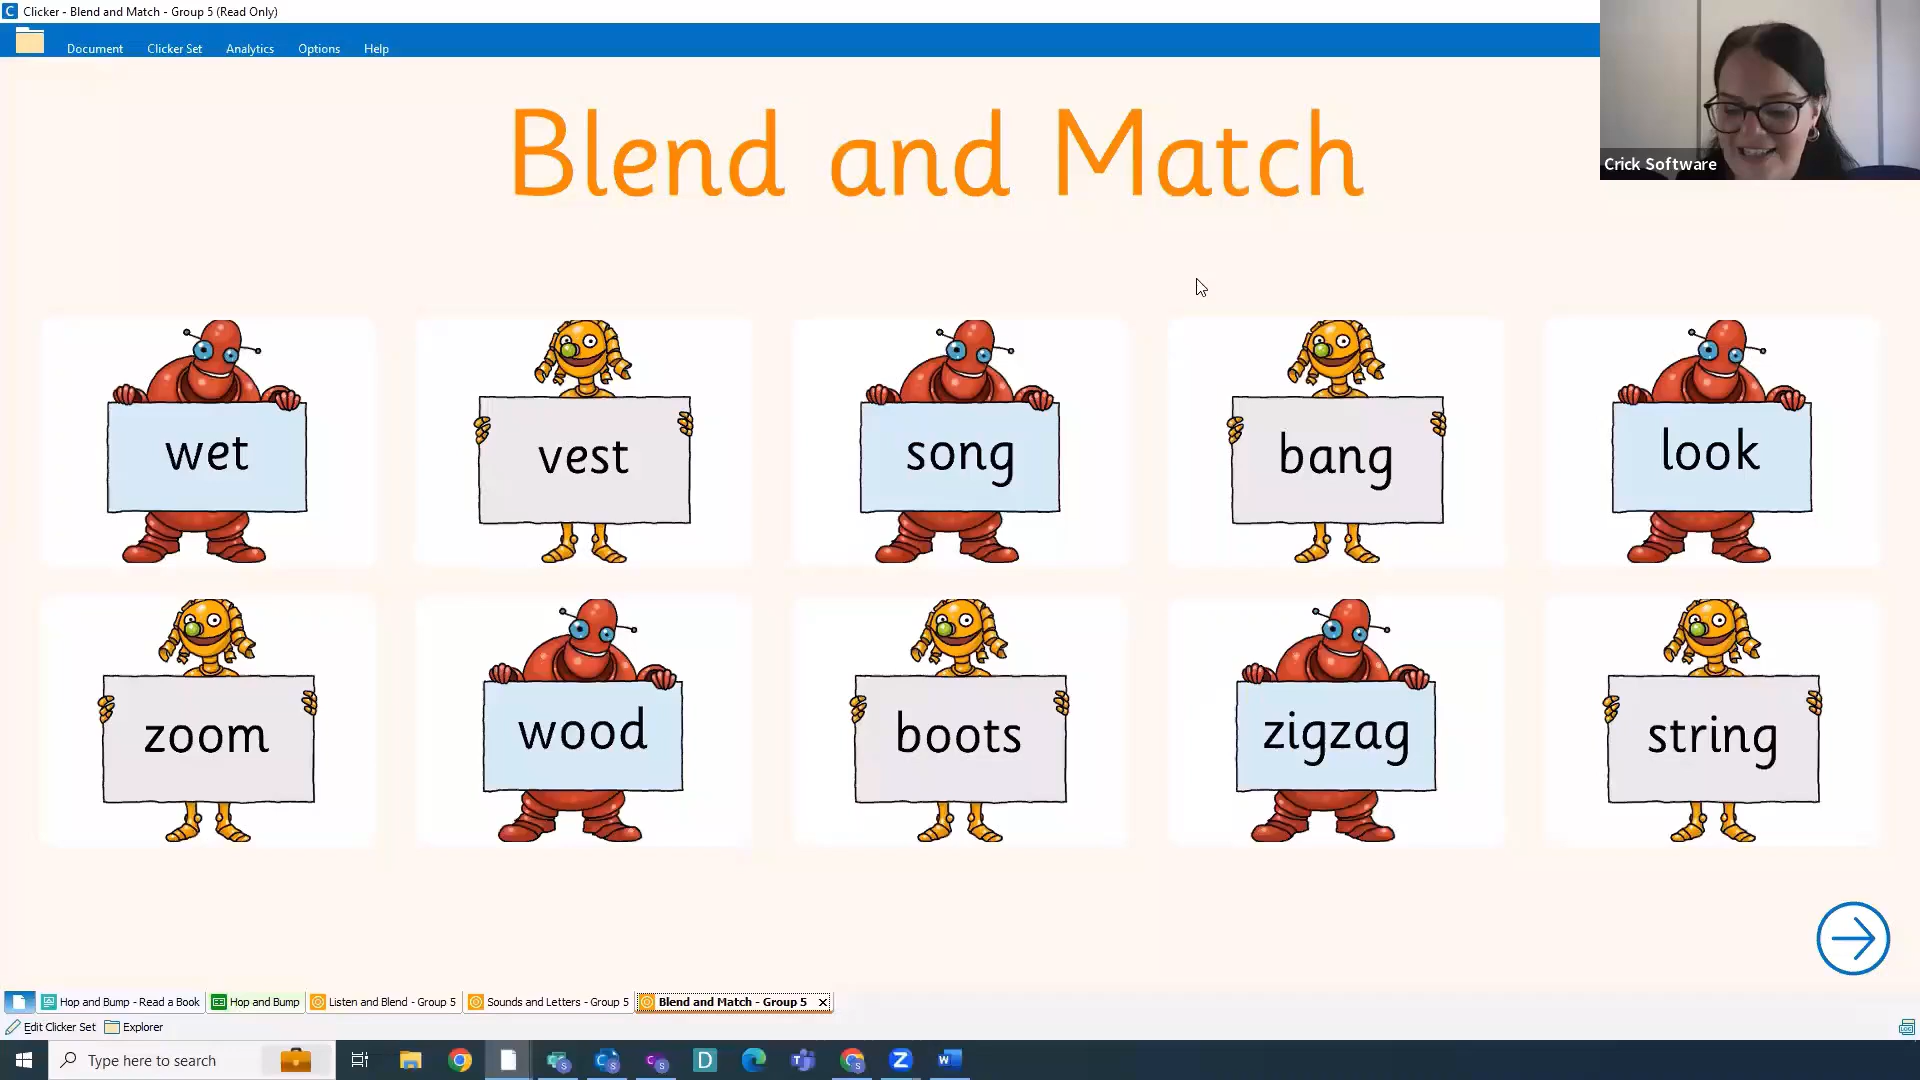 Clicker - Blend and Match - Group 5 (Read Only)
Document Clicker Set Analytics Options Help
Crick Software
Blend and Match
wet vest song bang look
zoom wood boots zigzag string
Hop and Bump - Read a Book Hop and Bump Listen and Blend - Group 5 Sounds and Letters - Group 5 Blend and Match - Group 5
Edit Clicker Set Explorer
Type here to search